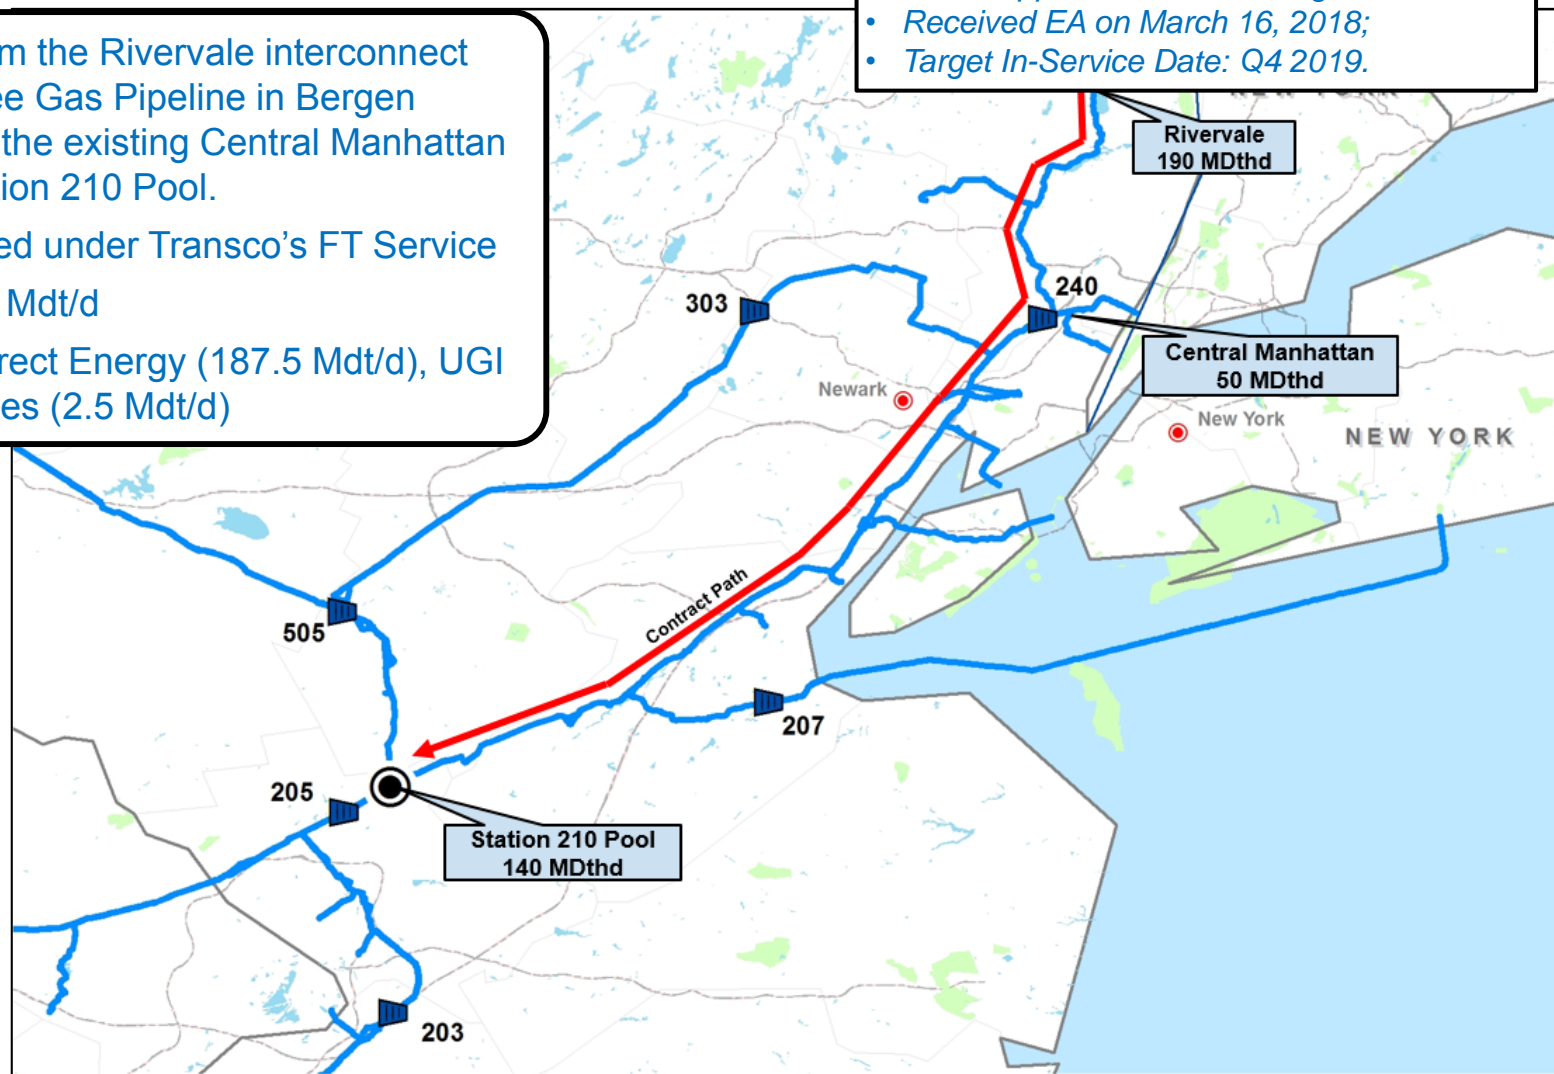 m the Rivervale interconnect
ee Gas Pipeline in Bergen
the existing Central Manhattan
ion 210 Pool.
ed under Transco's FT Service
Mdt/d
rect Energy (187.5 Mdt/d), UGI
es (2.5 Mdt/d)
• Received EA on March 16, 2018;
• Target In-Service Date: Q4 2019.
NEW YORK
Rivervale
190 MDthd
240
303
Central Manhattan
50 MDthd
Newark
New York
NEW YORK
Contract Path
505
207
205
Station 210 Pool
140 MDthd
203